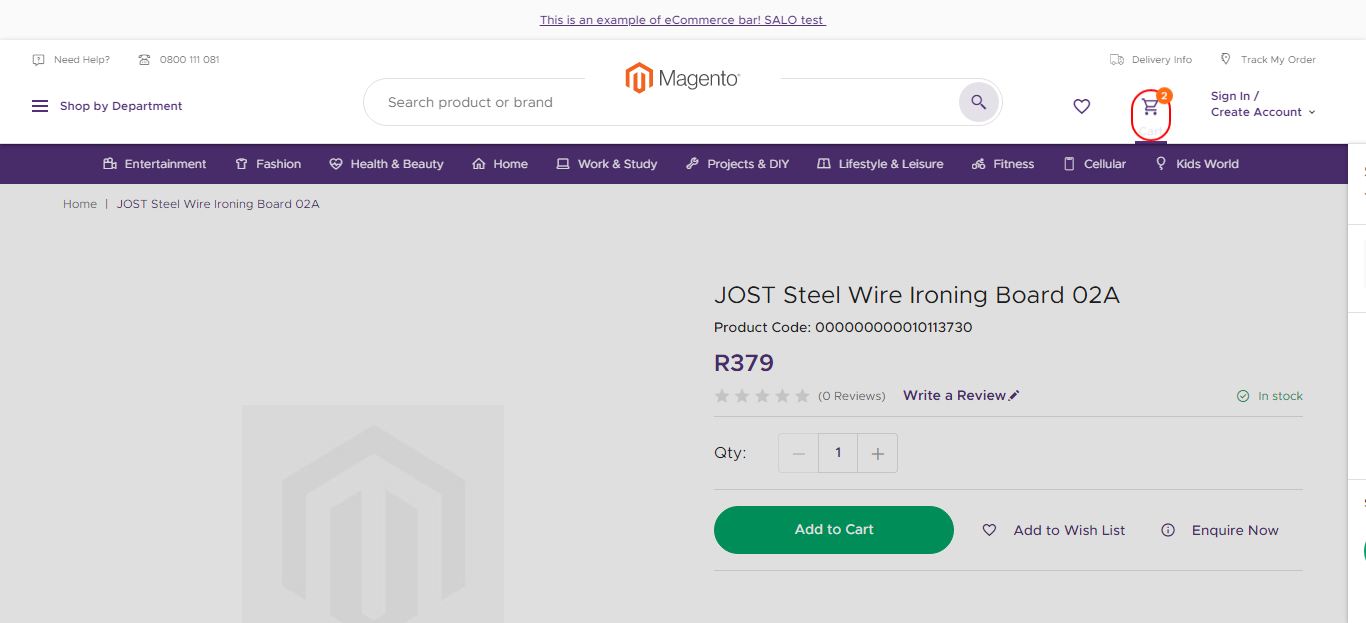 This is an example of eCommerce bar! SALO test
Need Help? 0800 111 081
Delivery Info Track My Order
Magento
Shop by Department
Search product or brand
2
Cart
Sign In /
Create Account
Entertainment Fashion Health & Beauty Home Work & Study Projects & DIY Lifestyle & Leisure Fitness Cellular Kids World
Home | JOST Steel Wire Ironing Board 02A
JOST Steel Wire Ironing Board 02A
Product Code: 000000000010113730
R379
(0 Reviews) Write a Review In stock
Qty: − 1 +
Add to Cart Add to Wish List Enquire Now